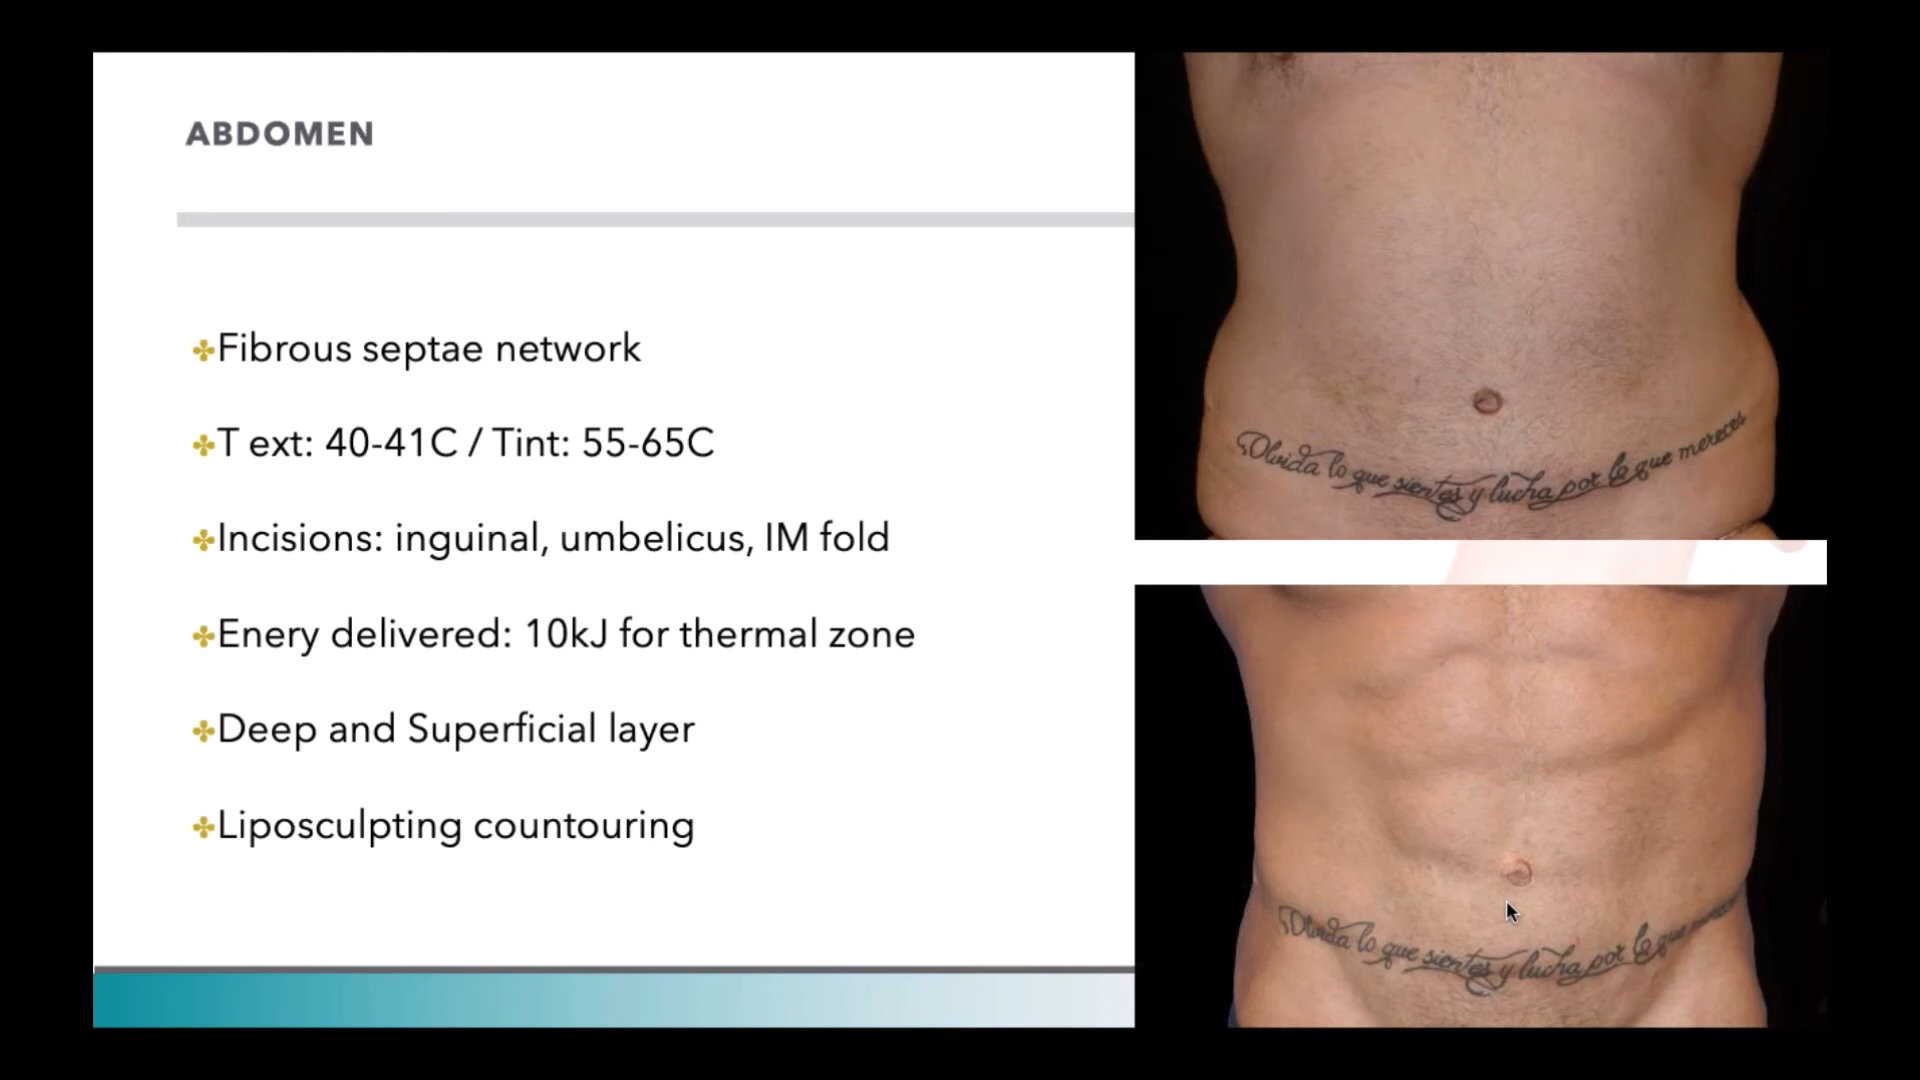 ABDOMEN
Fibrous septae network
T ext: 40-41C / Tint: 55-65C
Incisions: inguinal, umbelicus, IM fold
Enery delivered: 10kJ for thermal zone
Deep and Superficial layer
Liposculpting countouring
Olvida lo que sientes y lucha por lo que mereces
Olvida lo que sientes y lucha por lo que mereces